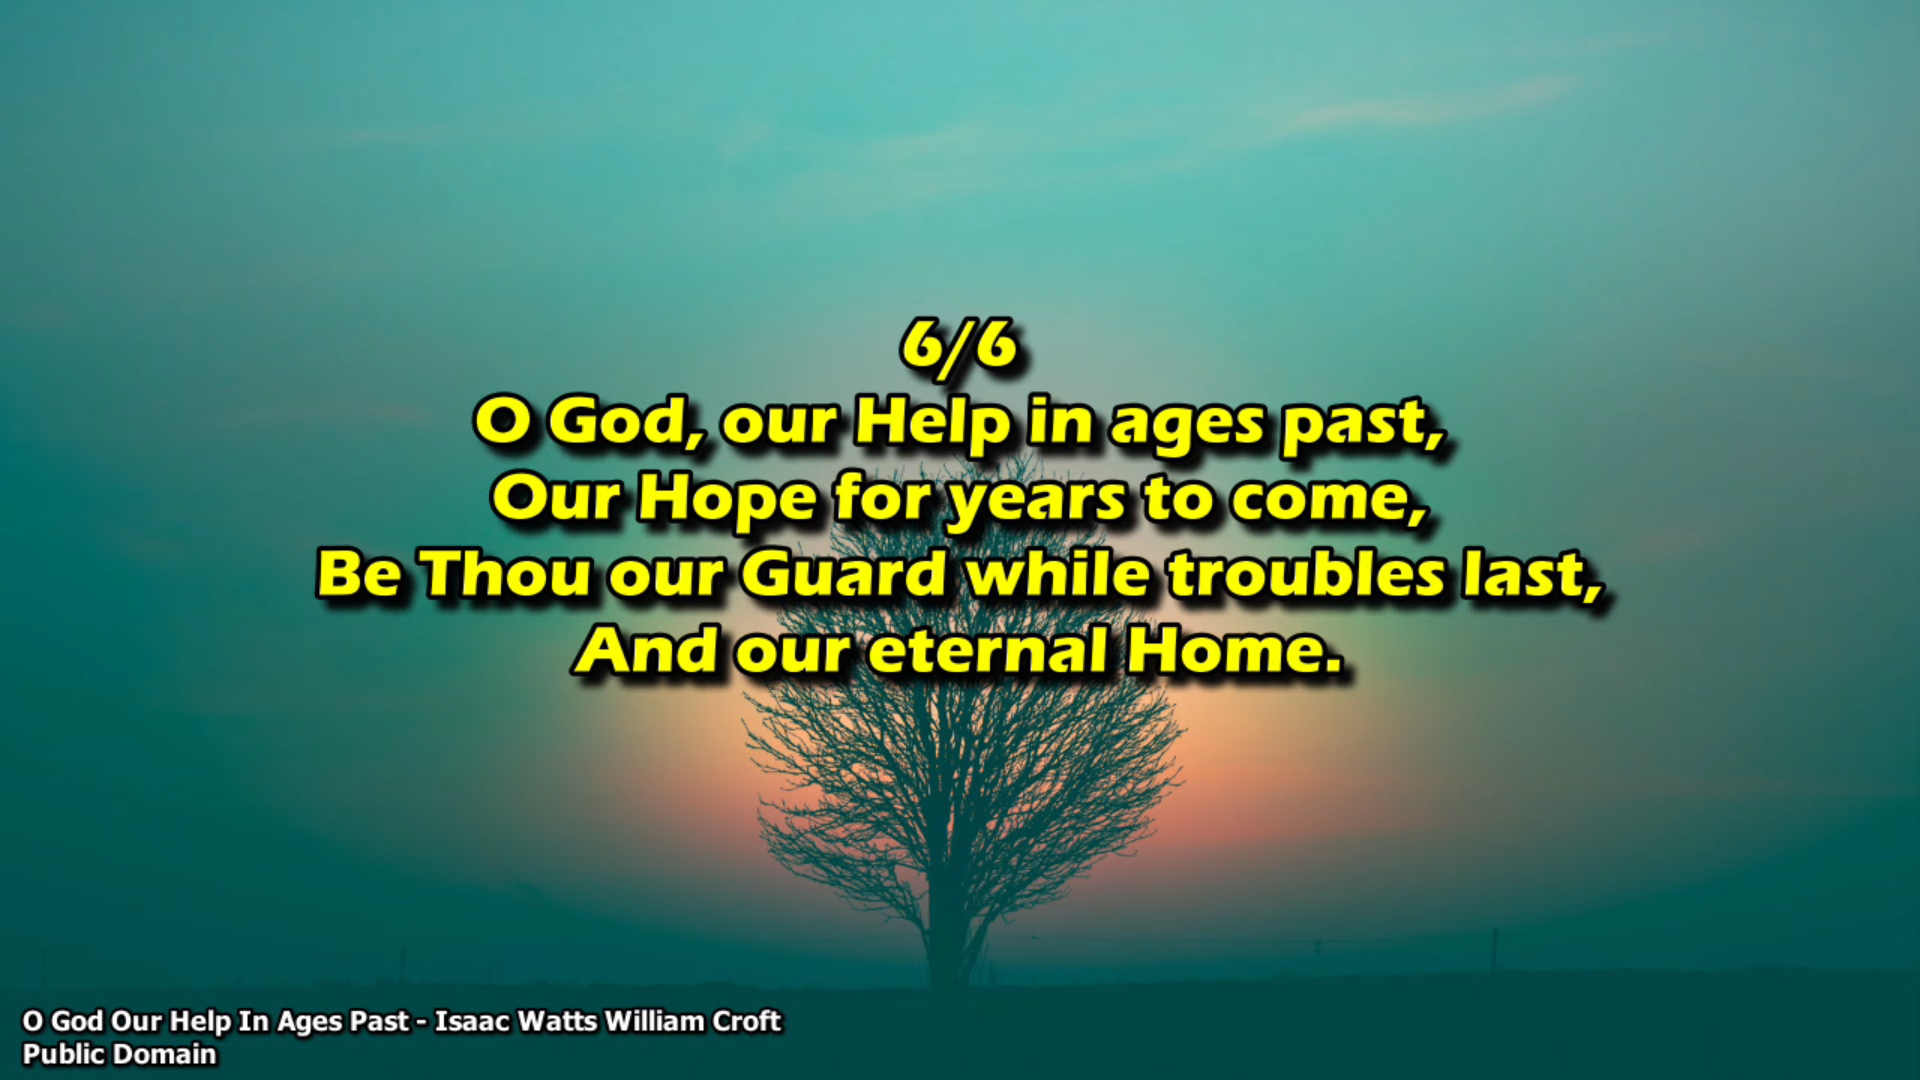 6/6
O God, our Help in ages past,
Our Hope for years to come,
Be Thou our Guard while troubles last,
And our eternal Home.
O God Our Help In Ages Past - Isaac Watts William Croft
Public Domain